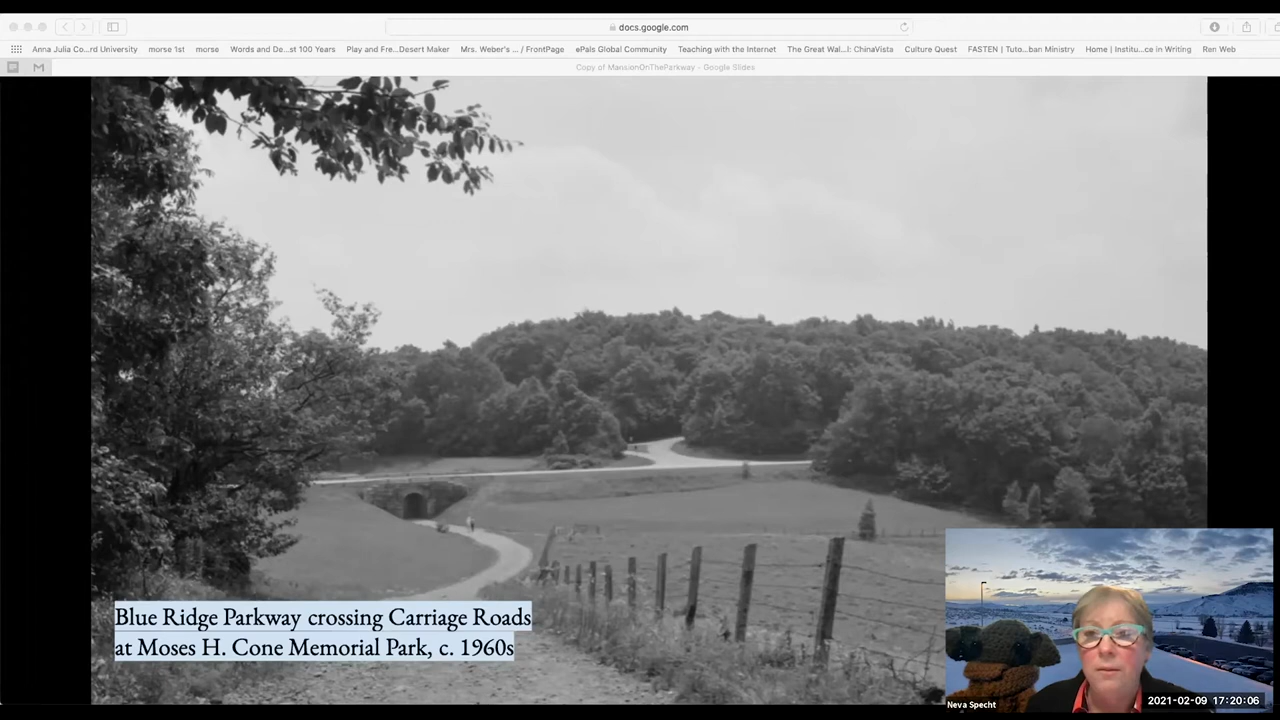 docs.google.com
Anna Julia Co...rd University morse 1st morse Words and De...st 100 Years Play and Fre...Desert Maker Mrs. Weber's ... / FrontPage ePals Global Community Teaching with the Internet The Great Wal...l: ChinaVista Culture Quest FASTEN | Tuto...ban Ministry Home | Institu...ce in Writing Ren Web
Copy of MansionOnTheParkway - Google Slides
Blue Ridge Parkway crossing Carriage Roads
at Moses H. Cone Memorial Park, c. 1960s
Neva Specht
2021-02-09 17:20:06